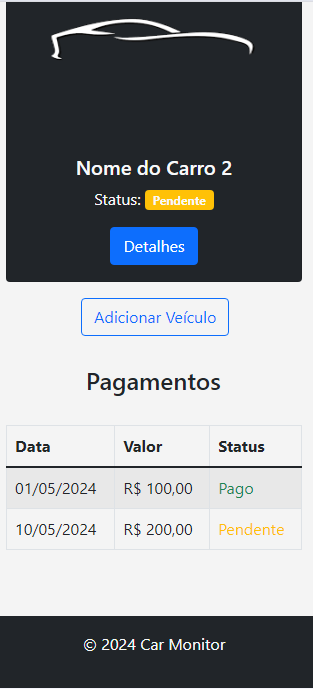 Nome do Carro 2
Status: Pendente
Detalhes
Adicionar Veículo
Pagamentos
Data Valor Status
01/05/2024 R$ 100,00 Pago
10/05/2024 R$ 200,00 Pendente
© 2024 Car Monitor